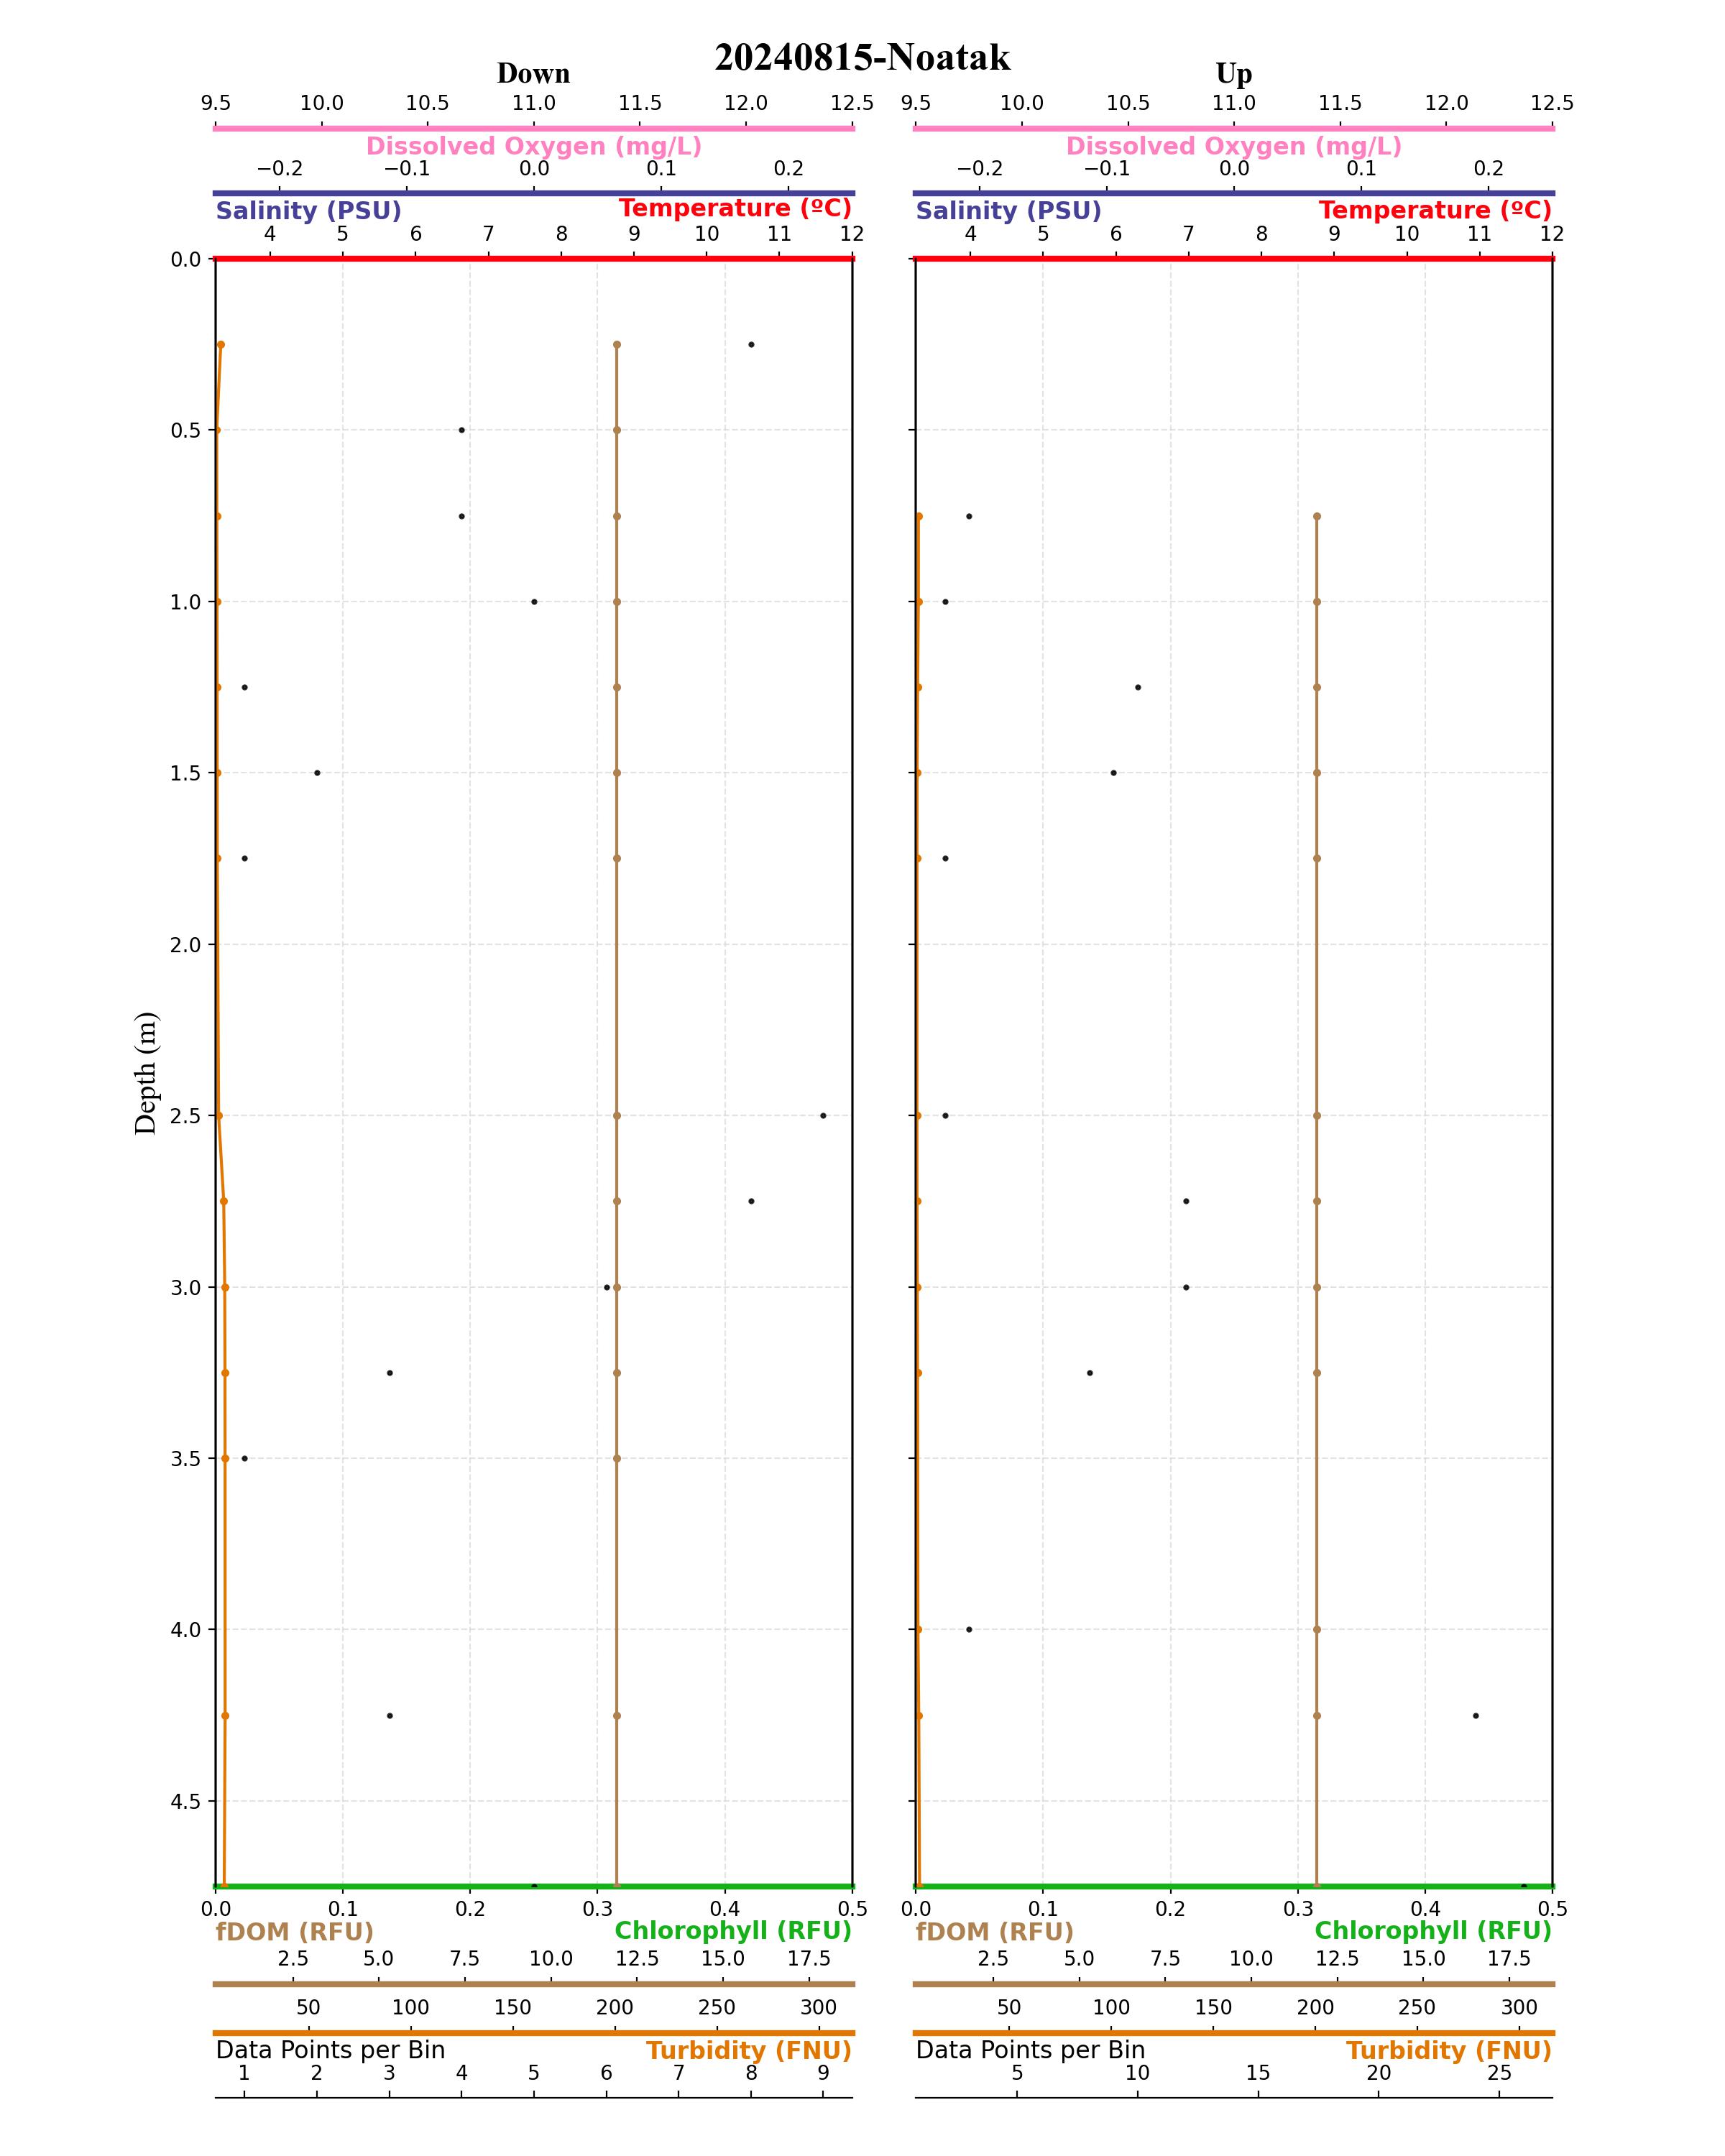 20240815-Noatak
Down Up
9.5 10.0 10.5 11.0 11.5 12.0 12.5 9.5 10.0 10.5 11.0 11.5 12.0 12.5
Dissolved Oxygen (mg/L) Dissolved Oxygen (mg/L)
−0.2 −0.1 0.0 0.1 0.2 −0.2 −0.1 0.0 0.1 0.2
Salinity (PSU) Temperature (ºC) Salinity (PSU) Temperature (ºC)
4 5 6 7 8 9 10 11 12 4 5 6 7 8 9 10 11 12
0.0
0.5
1.0
1.5
2.0
Depth (m)
2.5
3.0
3.5
4.0
4.5
0.0 0.1 0.2 0.3 0.4 0.5 0.0 0.1 0.2 0.3 0.4 0.5
fDOM (RFU) Chlorophyll (RFU) fDOM (RFU) Chlorophyll (RFU)
2.5 5.0 7.5 10.0 12.5 15.0 17.5 2.5 5.0 7.5 10.0 12.5 15.0 17.5
50 100 150 200 250 300 50 100 150 200 250 300
Data Points per Bin Turbidity (FNU) Data Points per Bin Turbidity (FNU)
1 2 3 4 5 6 7 8 9 5 10 15 20 25